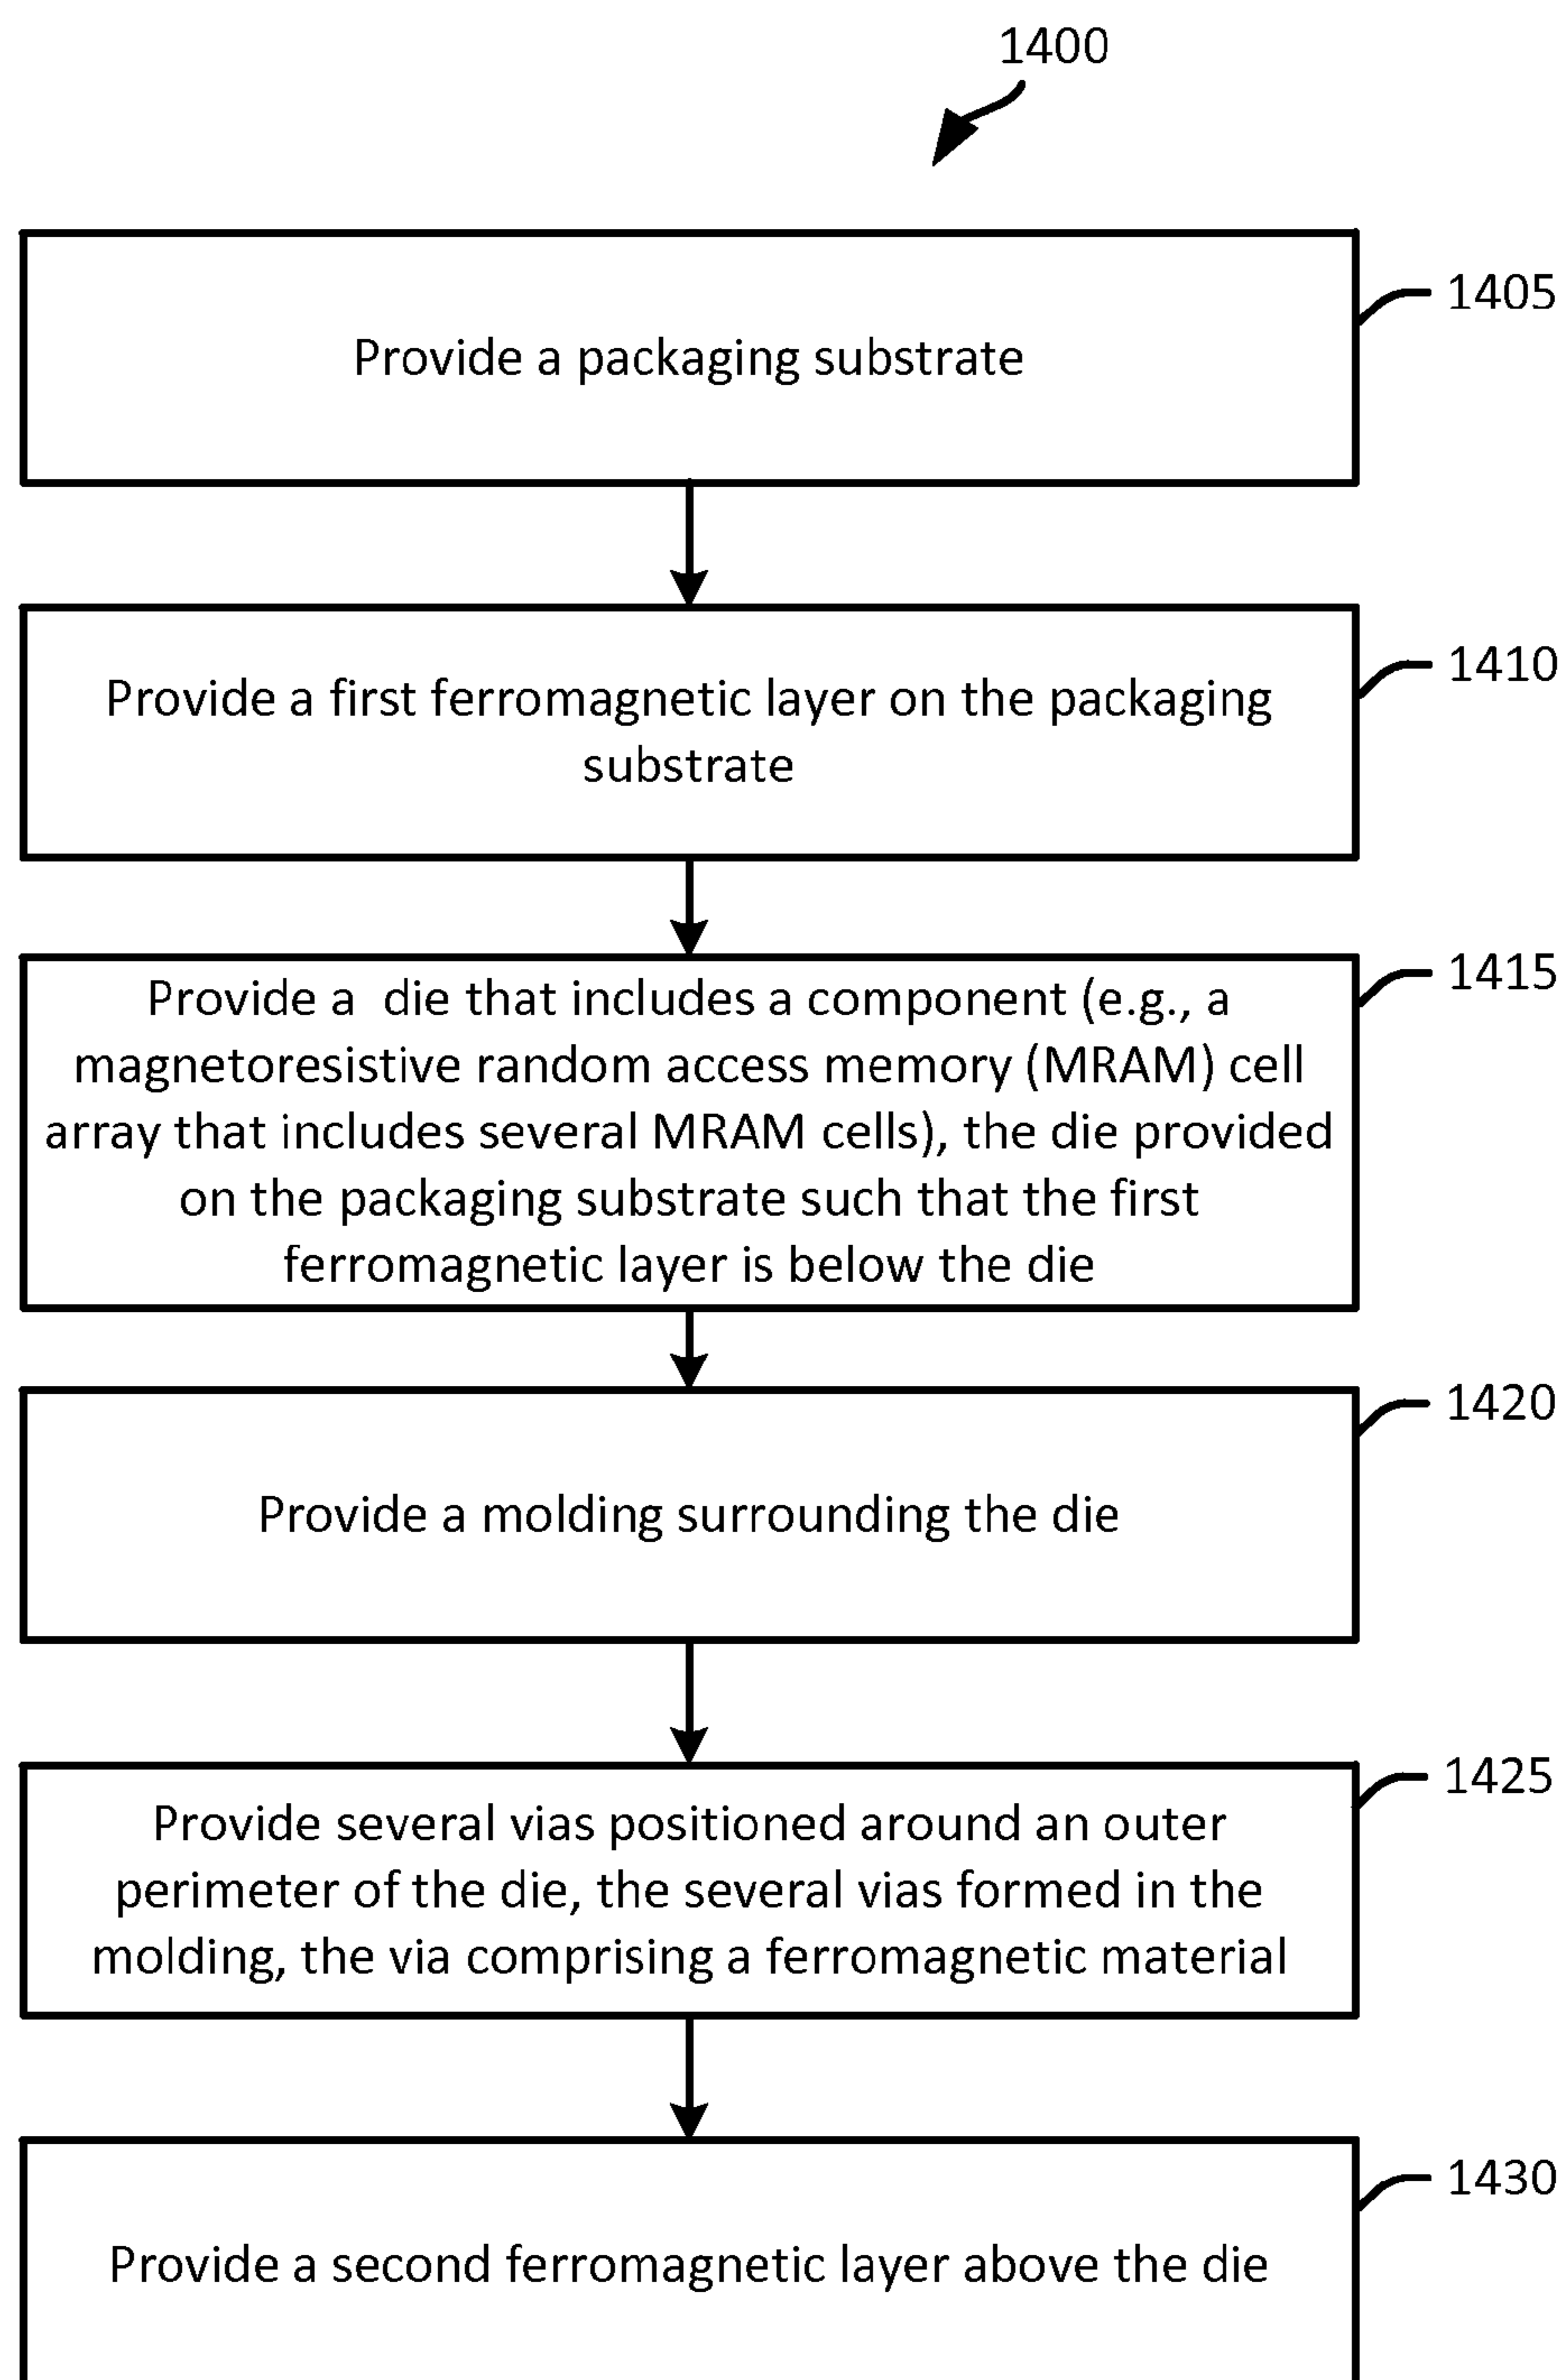 1400
Provide a packaging substrate
1405
Provide a first ferromagnetic layer on the packaging
substrate
1410
Provide a  die that includes a component (e.g., a
magnetoresistive random access memory (MRAM) cell
array that includes several MRAM cells), the die provided
on the packaging substrate such that the first
ferromagnetic layer is below the die
1415
Provide a molding surrounding the die
1420
Provide several vias positioned around an outer
perimeter of the die, the several vias formed in the
molding, the via comprising a ferromagnetic material
1425
Provide a second ferromagnetic layer above the die
1430